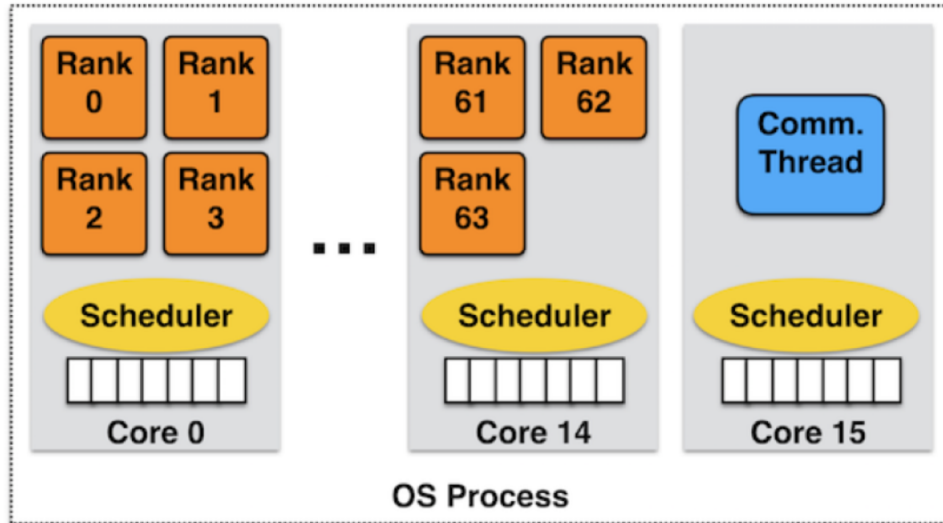 Rank
0
Rank
1
Rank
2
Rank
3
Scheduler
Core 0
...
Rank
61
Rank
62
Rank
63
Scheduler
Core 14
Comm.
Thread
Scheduler
Core 15
OS Process